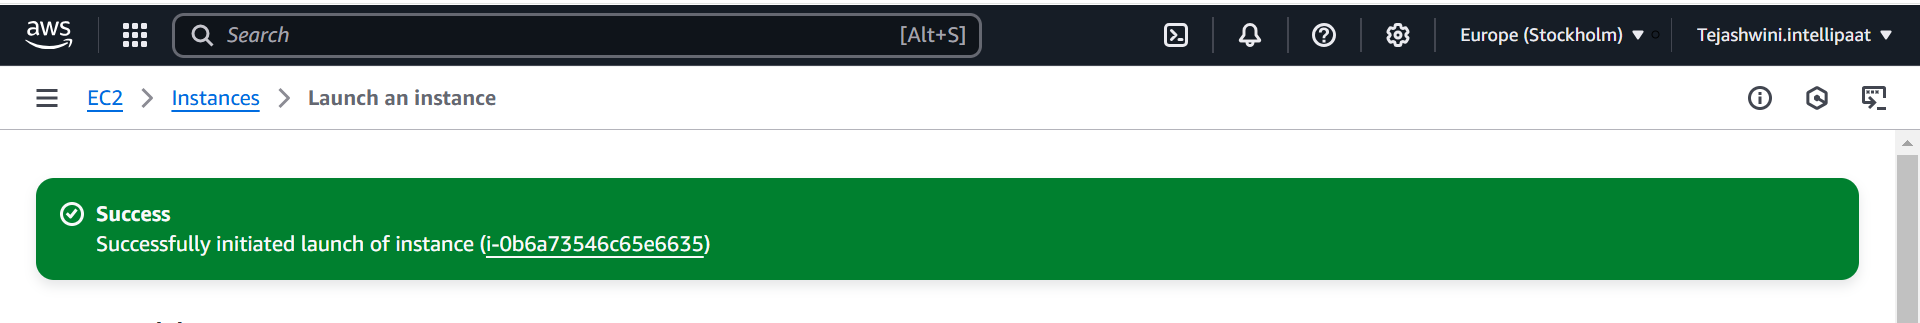 aws
Search [Alt+S] Europe (Stockholm) Tejashwini.intellipaat
EC2 Instances Launch an instance
Success
Successfully initiated launch of instance (i-0b6a73546c65e6635)